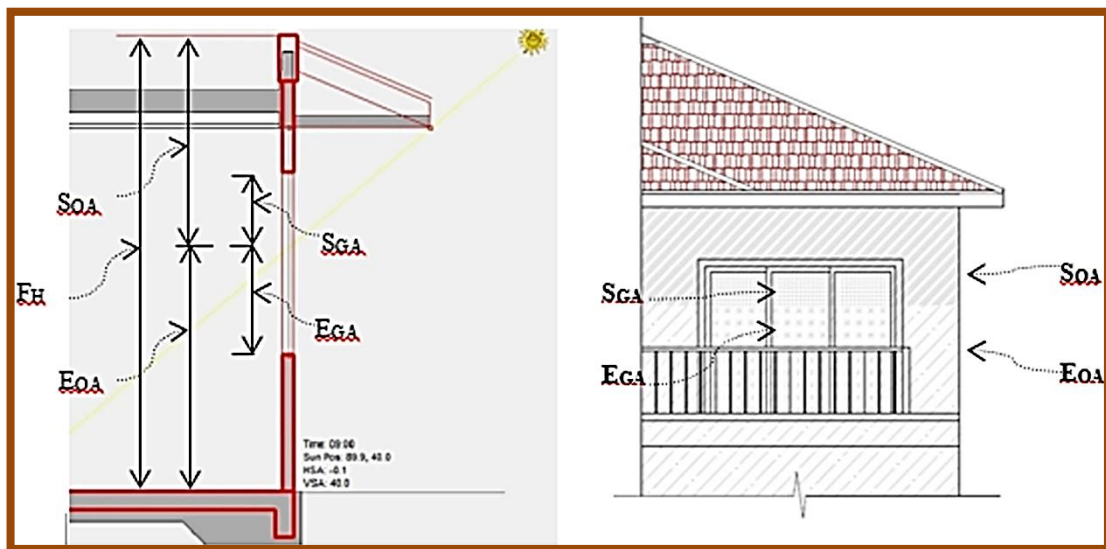 SOA
SGA
FH
EGA
EOA
Time: 09:00
Sun Pos: 89.9, 40.0
HSA: -0.1
VSA: 40.0
SGA
SOA
EGA
EOA